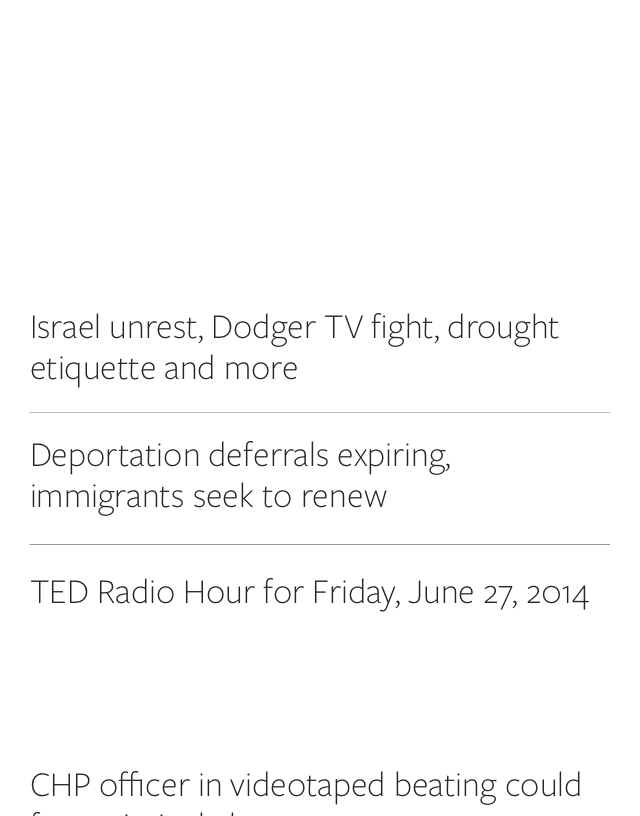 Israel unrest, Dodger TV fight, drought
etiquette and more
Deportation deferrals expiring,
immigrants seek to renew
TED Radio Hour for Friday, June 27, 2014
CHP officer in videotaped beating could